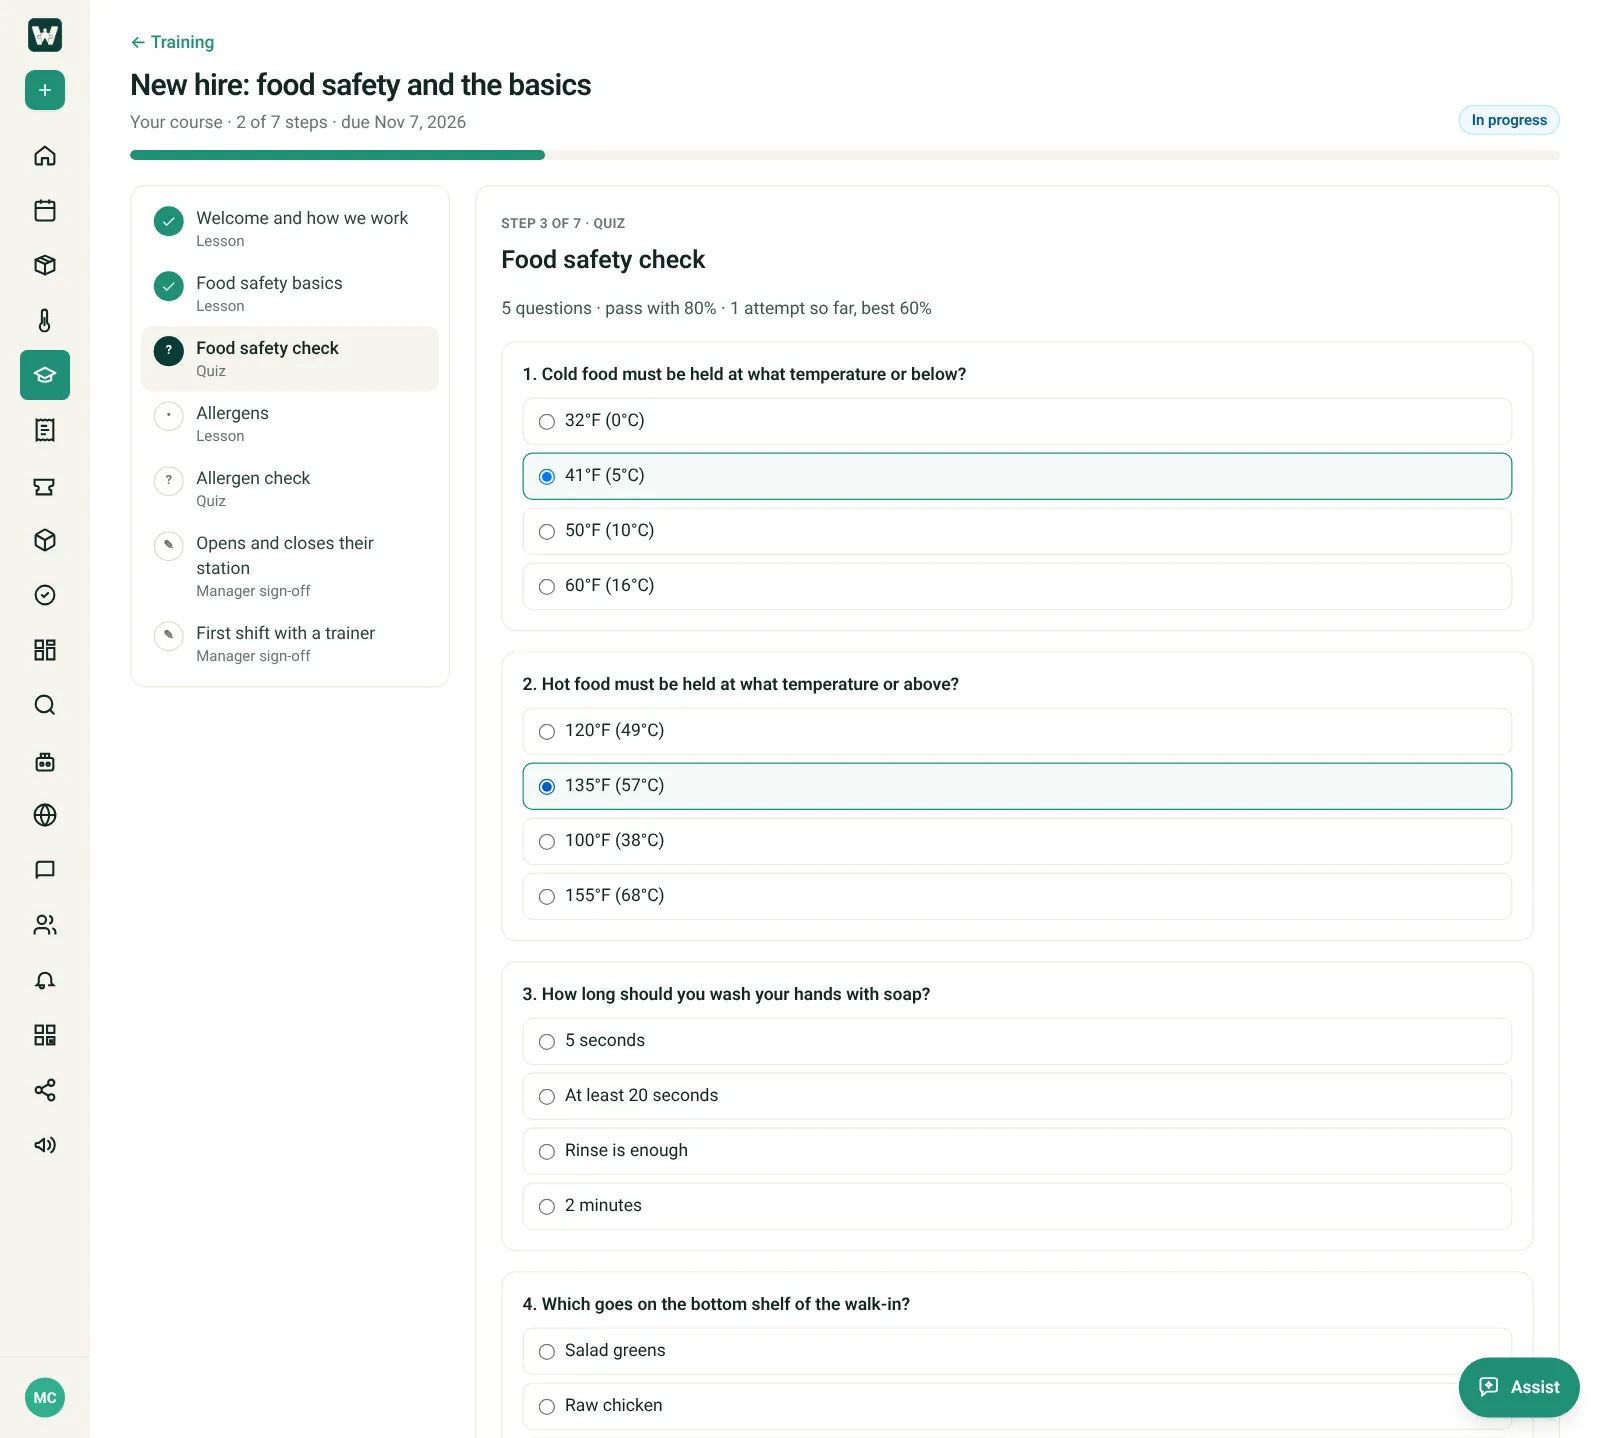 W
+
← Training
New hire: food safety and the basics
Your course · 2 of 7 steps · due Nov 7, 2026
In progress
Welcome and how we work
Lesson
Food safety basics
Lesson
?
Food safety check
Quiz
Allergens
Lesson
?
Allergen check
Quiz
Opens and closes their
station
Manager sign-off
First shift with a trainer
Manager sign-off
STEP 3 OF 7 · QUIZ
Food safety check
5 questions · pass with 80% · 1 attempt so far, best 60%
1. Cold food must be held at what temperature or below?
32°F (0°C)
41°F (5°C)
50°F (10°C)
60°F (16°C)
2. Hot food must be held at what temperature or above?
120°F (49°C)
135°F (57°C)
100°F (38°C)
155°F (68°C)
3. How long should you wash your hands with soap?
5 seconds
At least 20 seconds
Rinse is enough
2 minutes
4. Which goes on the bottom shelf of the walk-in?
Salad greens
Raw chicken
MC
Assist